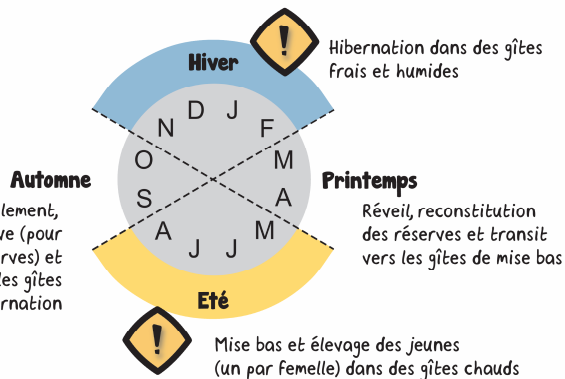 Hiver
!
Hibernation dans des gîtes
frais et humides
N D J F
O M
S A
A J J M
Automne
lement,
ve (pour
rves) et
les gîtes
rnation
Printemps
Réveil, reconstitution
des réserves et transit
vers les gîtes de mise bas
Eté
!
Mise bas et élevage des jeunes
(un par femelle) dans des gîtes chauds